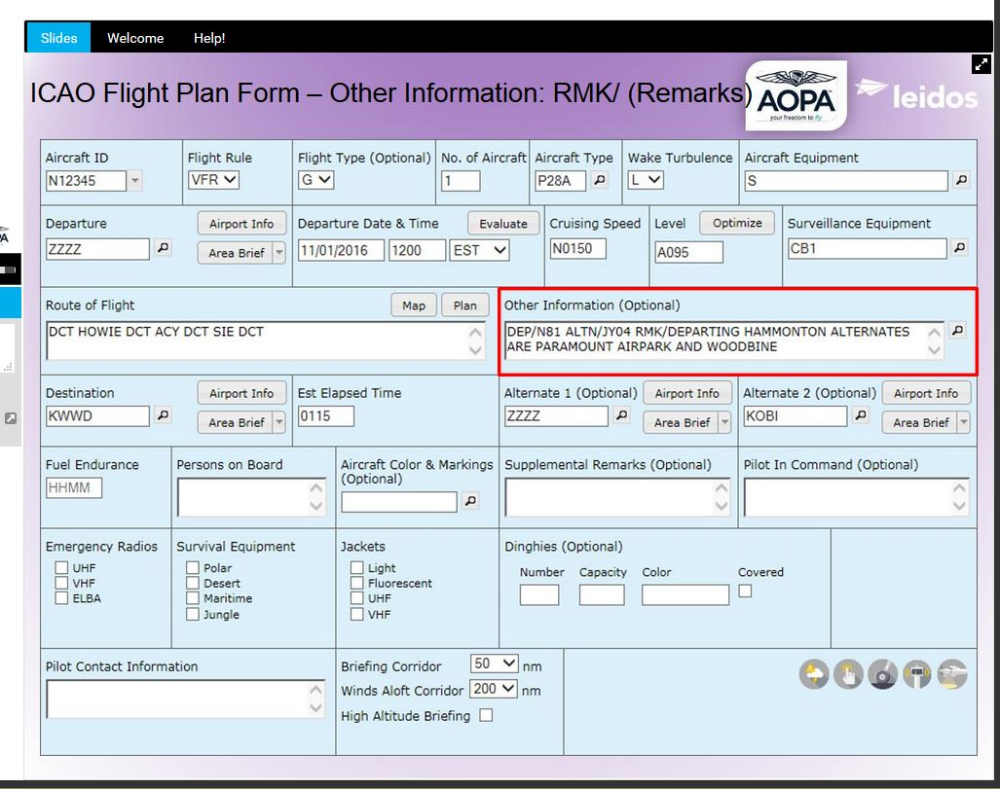 Slides Welcome Help!
ICAO Flight Plan Form – Other Information: RMK/ (Remarks)
AOPA
your freedom to fly
leidos
Aircraft ID Flight Rule Flight Type (Optional) No. of Aircraft Aircraft Type Wake Turbulence Aircraft Equipment
N12345 VFR G 1 P28A L S
Departure Airport Info Departure Date & Time Evaluate Cruising Speed Level Optimize Surveillance Equipment
ZZZZ Area Brief 11/01/2016 1200 EST N0150 A095 CB1
Route of Flight Map Plan Other Information (Optional)
DCT HOWIE DCT ACY DCT SIE DCT DEP/N81 ALTN/JY04 RMK/DEPARTING HAMMONTON ALTERNATES
ARE PARAMOUNT AIRPARK AND WOODBINE
Destination Airport Info Est Elapsed Time Alternate 1 (Optional) Airport Info Alternate 2 (Optional) Airport Info
KWWD Area Brief 0115 ZZZZ Area Brief KOBI Area Brief
Fuel Endurance Persons on Board Aircraft Color & Markings Supplemental Remarks (Optional) Pilot In Command (Optional)
(Optional)
HHMM
Emergency Radios Survival Equipment Jackets Dinghies (Optional)
UHF Polar Light Number Capacity Color Covered
VHF Desert Fluorescent
ELBA Maritime UHF
Jungle VHF
Pilot Contact Information Briefing Corridor 50 nm
Winds Aloft Corridor 200 nm
High Altitude Briefing